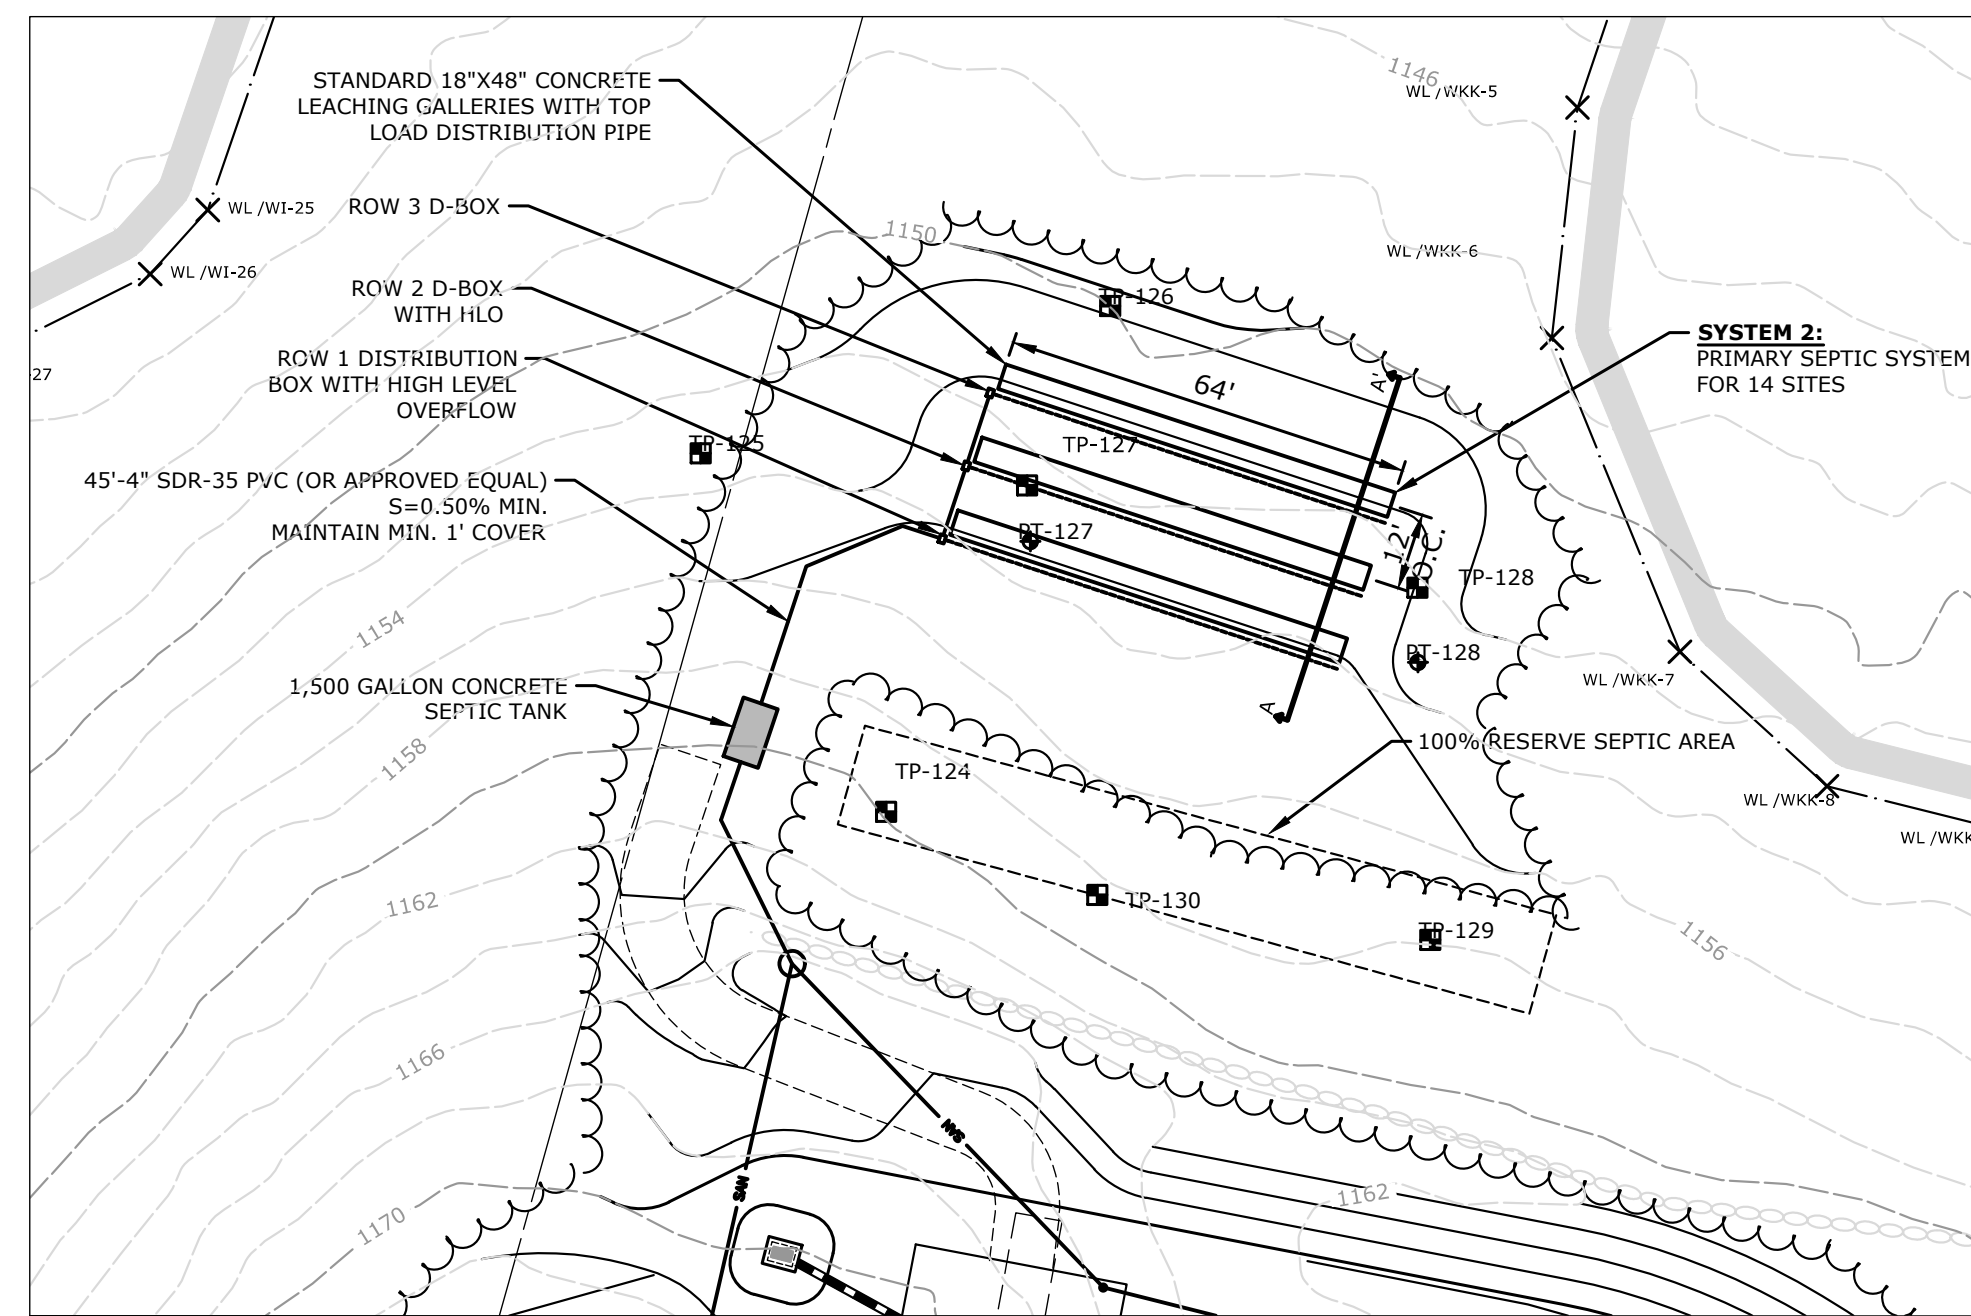 STANDARD 18"X48" CONCRETE
LEACHING GALLERIES WITH TOP
LOAD DISTRIBUTION PIPE
ROW 3 D-BOX
ROW 2 D-BOX
WITH HLO
ROW 1 DISTRIBUTION
BOX WITH HIGH LEVEL
OVERFLOW
45'-4" SDR-35 PVC (OR APPROVED EQUAL)
S=0.50% MIN.
MAINTAIN MIN. 1' COVER
1,500 GALLON CONCRETE
SEPTIC TANK
SYSTEM 2:
PRIMARY SEPTIC SYSTEM
FOR 14 SITES
100% RESERVE SEPTIC AREA
WL /WI-25
WL /WI-26
-27
WL /WKK-5
WL /WKK-6
WL /WKK-7
WL /WKK-8
WL /WKK
TP-126
TP-125
TP-127
PT-127
TP-128
PT-128
TP-124
TP-130
TP-129
64'
12'
O.C.
A'
A
1146
1150
1154
1158
1162
1166
1170
1156
1162
SAN
SAN